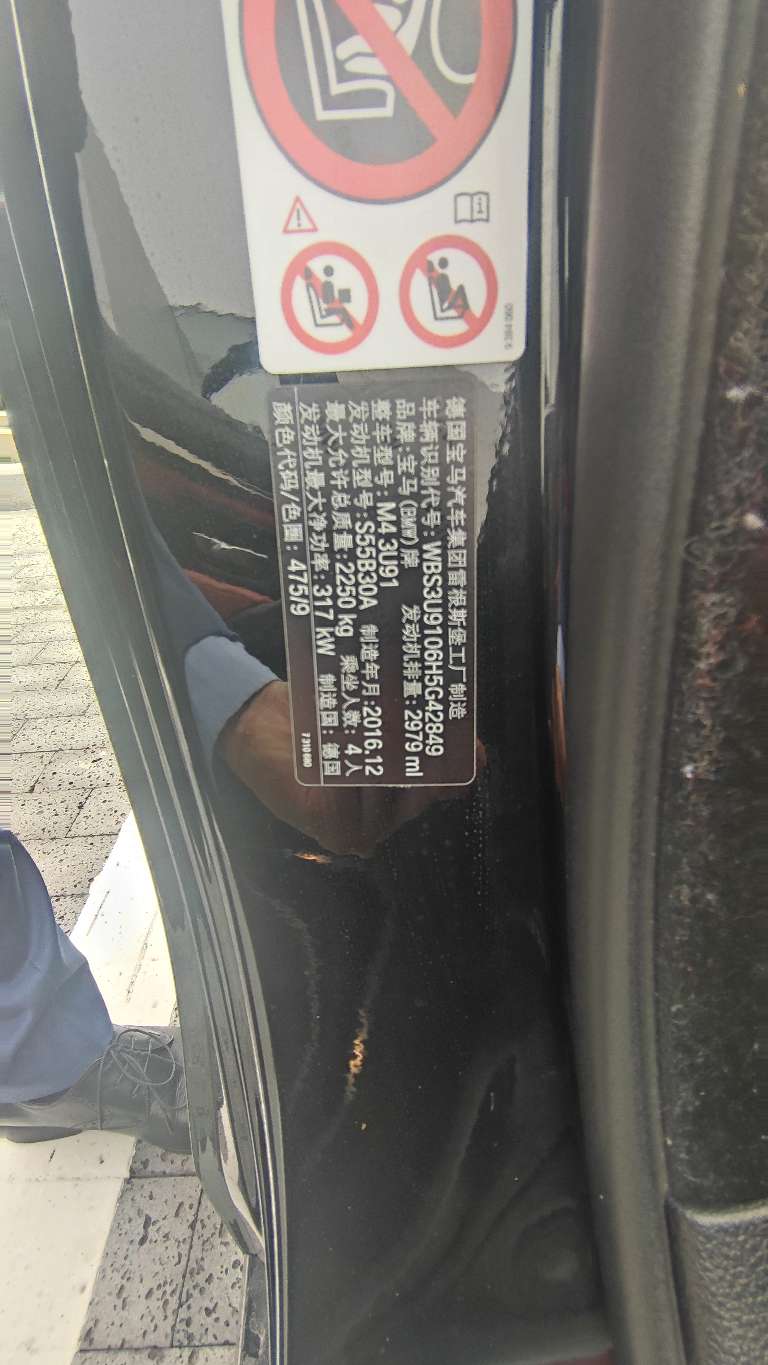 德国宝马汽车集团雷根斯堡工厂制造
车辆识别代号: WBS3U9106H5G42849
品牌:宝马(BMW)牌 发动机排量: 2979 ml
整车型号: M4 3U91
发动机型号:S55B30A 制造年月:2016.12
最大允许总质量:2250 kg 乘坐人数: 4人
发动机最大净功率:317 kW 制造国: 德国
颜色代码/色圈: 475/9
7 310 680